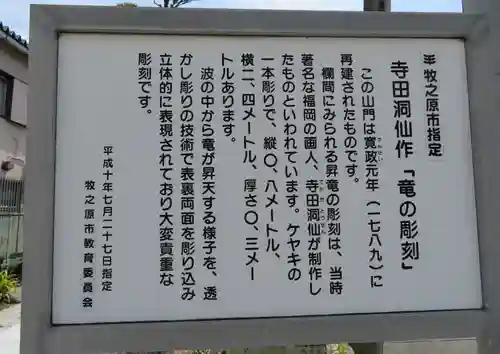 牧之原市指定
寺田洞仙作「竜の彫刻」
この山門は寛政元年(一七八九)に
かんせい
再建されたものです。
欄間にみられる昇竜の彫刻は、当時
著名な福岡の画人、寺田洞仙が制作し
たものといわれています。ケヤキの
一本彫りで、縦〇、八メートル、
横二、四メートル、厚さ〇、三メー
トルあります。
波の中から竜が昇天する様子を、透
かし彫りの技術で表裏両面を彫り込み
立体的に表現されており大変貴重な
彫刻です。
平成十年七月二十七日指定
牧之原市教育委員会